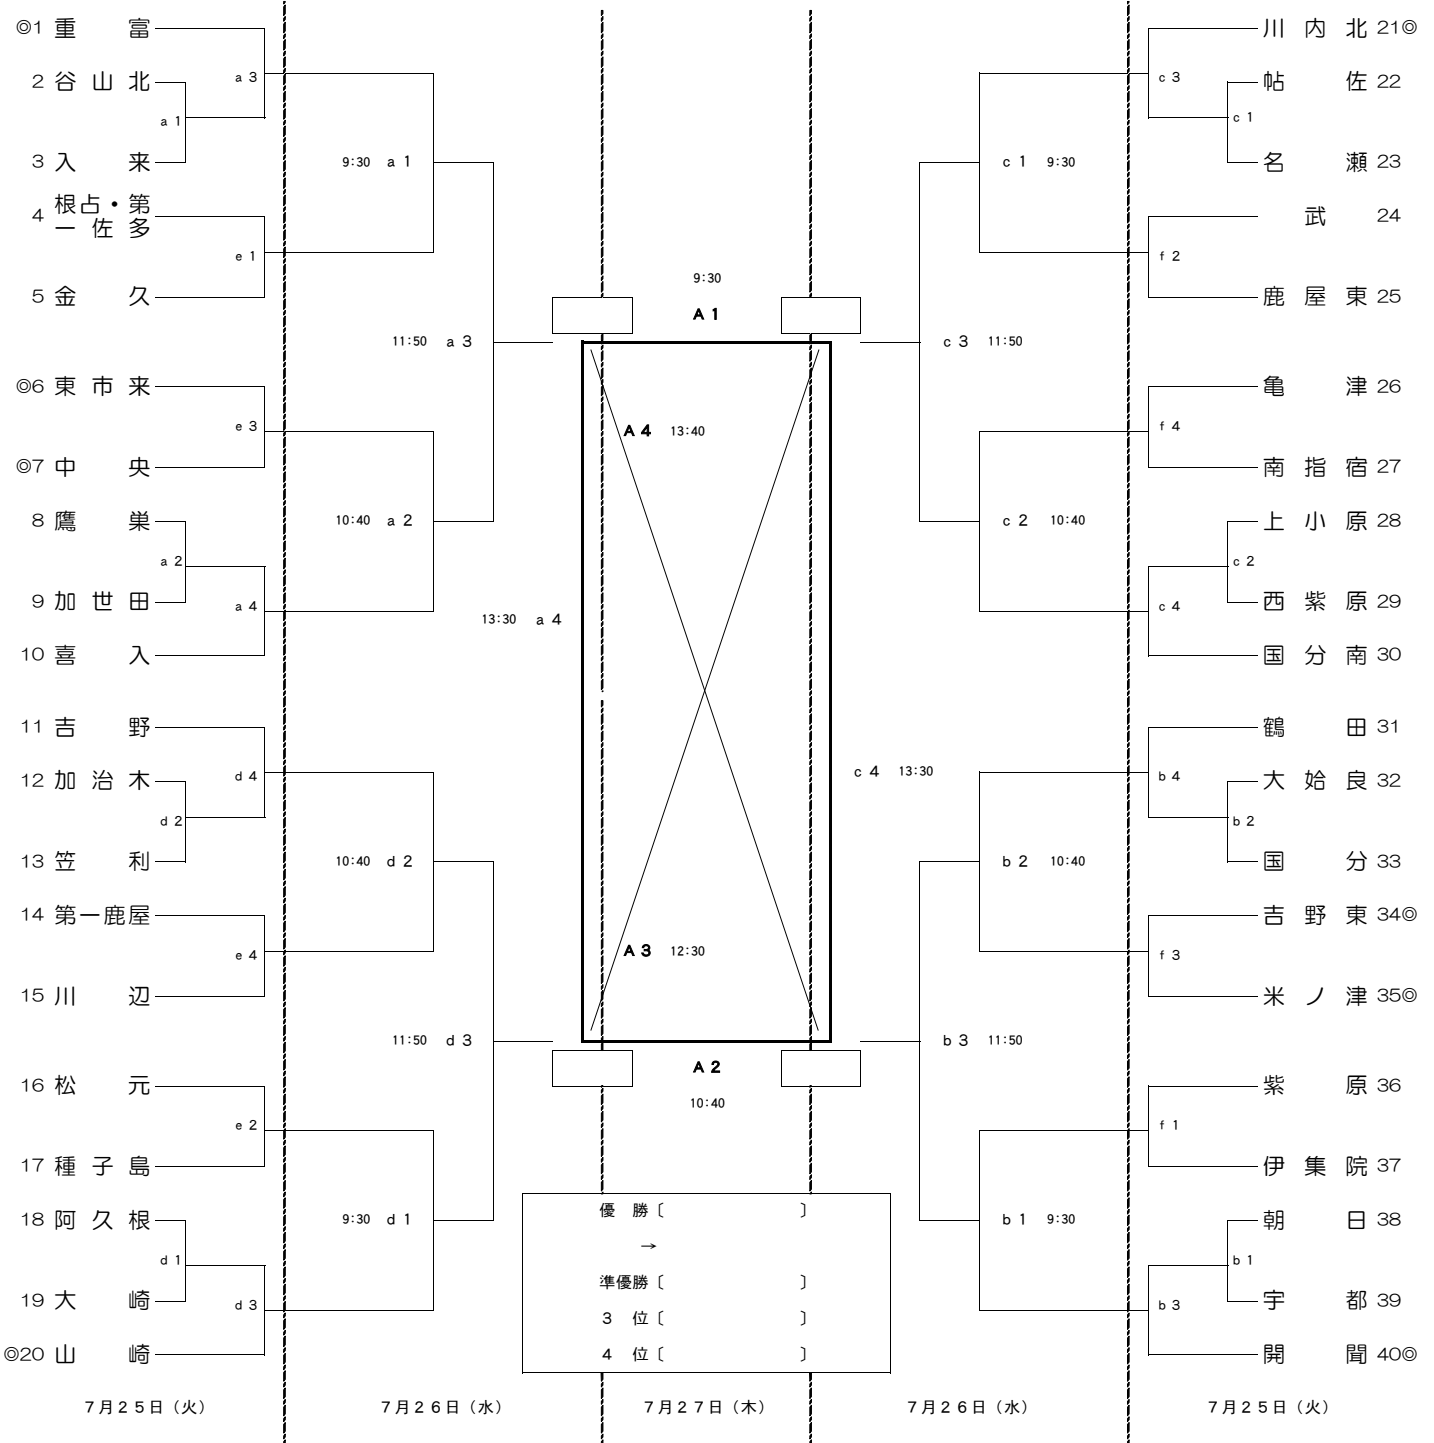 ◎1 重富
2 谷山北
3 入来
4 根占・第一佐多
5 金久
◎6 東市来
◎7 中央
8 鷹巣
9 加世田
10 喜入
11 吉野
12 加治木
13 笠利
14 第一鹿屋
15 川辺
16 松元
17 種子島
18 阿久根
19 大崎
◎20 山崎
a 3
a 1
e 1
e 3
a 2
a 4
d 4
d 2
e 4
e 2
d 1
d 3
9:30 a 1
11:50 a 3
10:40 a 2
13:30 a 4
10:40 d 2
11:50 d 3
9:30 d 1
9:30
A 1
A 4 13:40
A 3 12:30
A 2
10:40
優 勝〔 〕
→
準優勝〔 〕
3 位〔 〕
4 位〔 〕
c 1 9:30
c 3 11:50
c 2 10:40
c 4 13:30
b 2 10:40
b 3 11:50
b 1 9:30
c 3
c 1
f 2
f 4
c 2
c 4
b 4
b 2
f 3
f 1
b 1
b 3
川内北 21◎
帖佐 22
名瀬 23
武 24
鹿屋東 25
亀津 26
南指宿 27
上小原 28
西紫原 29
国分南 30
鶴田 31
大姶良 32
国分 33
吉野東 34◎
米ノ津 35◎
紫原 36
伊集院 37
朝日 38
宇都 39
開聞 40◎
7月25日（火）
7月26日（水）
7月27日（木）
7月26日（水）
7月25日（火）